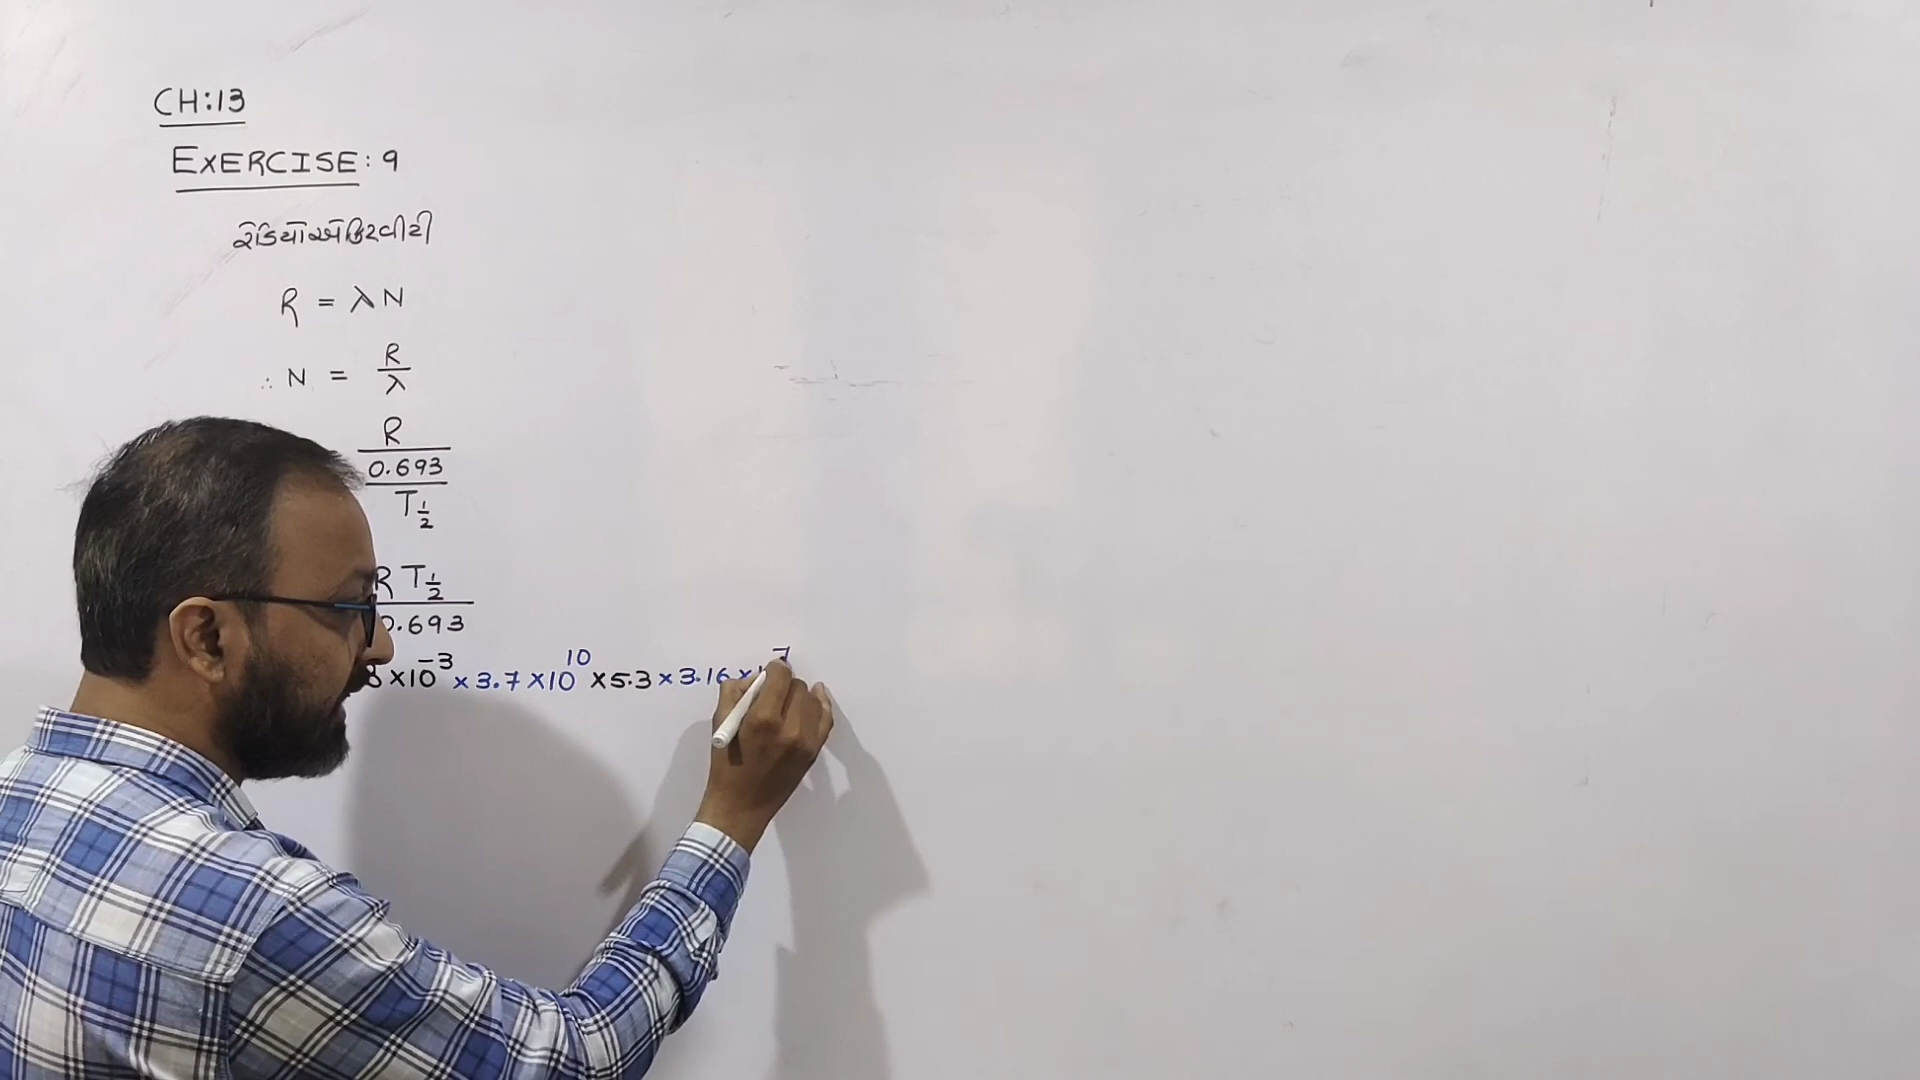 CH:13
EXERCISE: 9
રેડિયોએક્ટિવીટી
R = λN
∴ N = R/λ
R/(0.693/T½)
R T½/0.693
8 ×10⁻³ × 3.7 ×10¹⁰ ×5.3 × 3.16 × 7